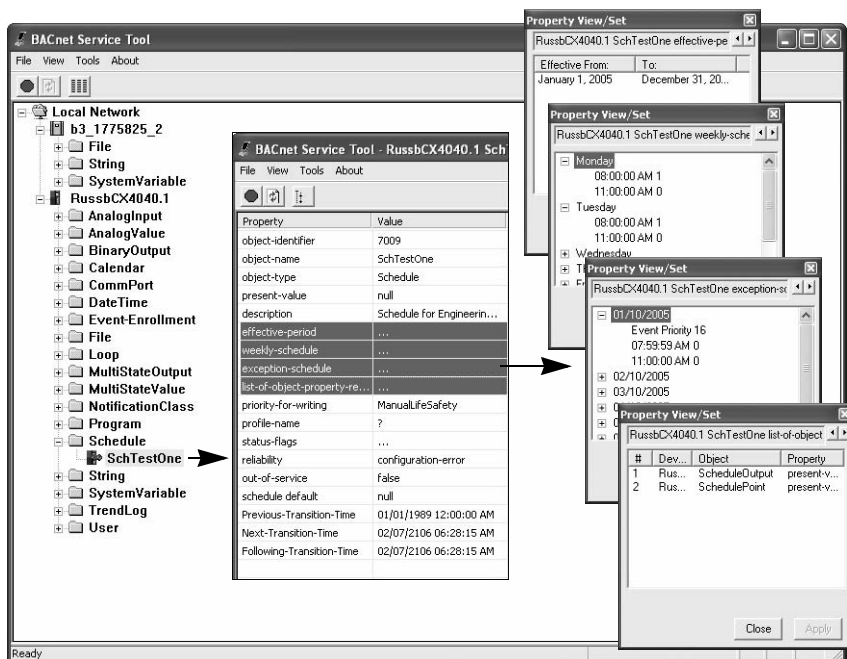 BACnet Service Tool
File View Tools About
Local Network
b3_1775825_2
File
String
SystemVariable
RussbCX4040.1
AnalogInput
AnalogValue
BinaryOutput
Calendar
CommPort
DateTime
Event-Enrollment
File
Loop
MultiStateOutput
MultiStateValue
NotificationClass
Program
Schedule
SchTestOne
String
SystemVariable
TrendLog
User
Ready
BACnet Service Tool - RussbCX4040.1 Sch
File View Tools About
Property Value
object-identifier 7009
object-name SchTestOne
object-type Schedule
present-value null
description Schedule for Engineerin...
effective-period ...
weekly-schedule ...
exception-schedule ...
list-of-object-property-re... ...
priority-for-writing ManualLifeSafety
profile-name ?
status-flags ...
reliability configuration-error
out-of-service false
schedule default null
Previous-Transition-Time 01/01/1989 12:00:00 AM
Next-Transition-Time 02/07/2106 06:28:15 AM
Following-Transition-Time 02/07/2106 06:28:15 AM
Property View/Set
RussbCX4040.1 SchTestOne effective-pe
Effective From: To:
January 1, 2005 December 31, 20...
Property View/Set
RussbCX4040.1 SchTestOne weekly-sche
Monday
08:00:00 AM 1
11:00:00 AM 0
Tuesday
08:00:00 AM 1
11:00:00 AM 0
Wednesday
Property View/Set
RussbCX4040.1 SchTestOne exception-sc
01/10/2005
Event Priority 16
07:59:59 AM 0
11:00:00 AM 0
02/10/2005
03/10/2005
Property View/Set
RussbCX4040.1 SchTestOne list-of-object
# Dev... Object Property
1 Rus... ScheduleOutput present-v...
2 Rus... SchedulePoint present-v...
Close Apply